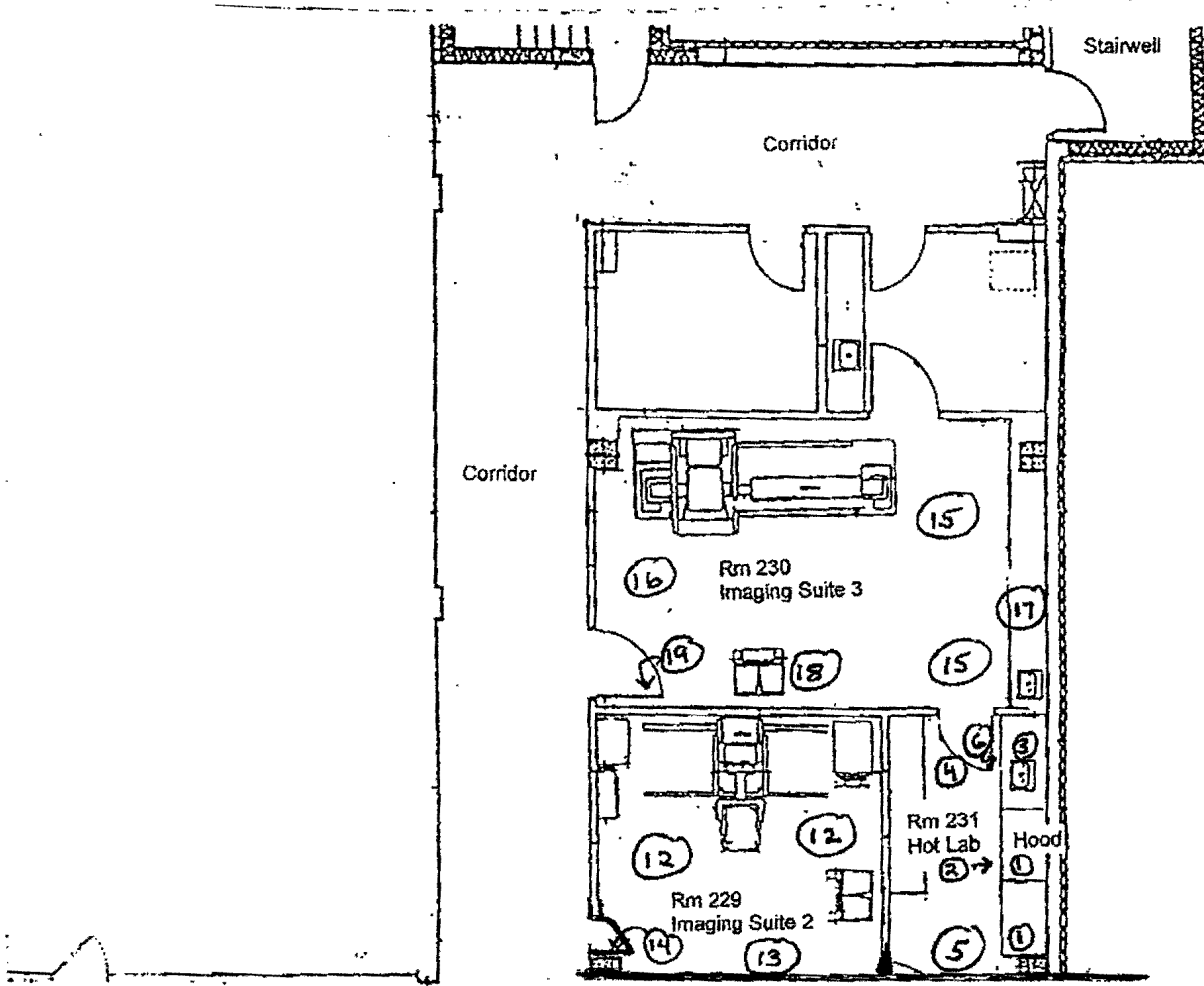 Stairwell
Corridor
Corridor
15
Rm 230
Imaging Suite 3
16
17
19
18
15
6
3
4
Rm 231
Hot Lab
Hood
12
12
2
1
Rm 229
Imaging Suite 2
14
13
5
1